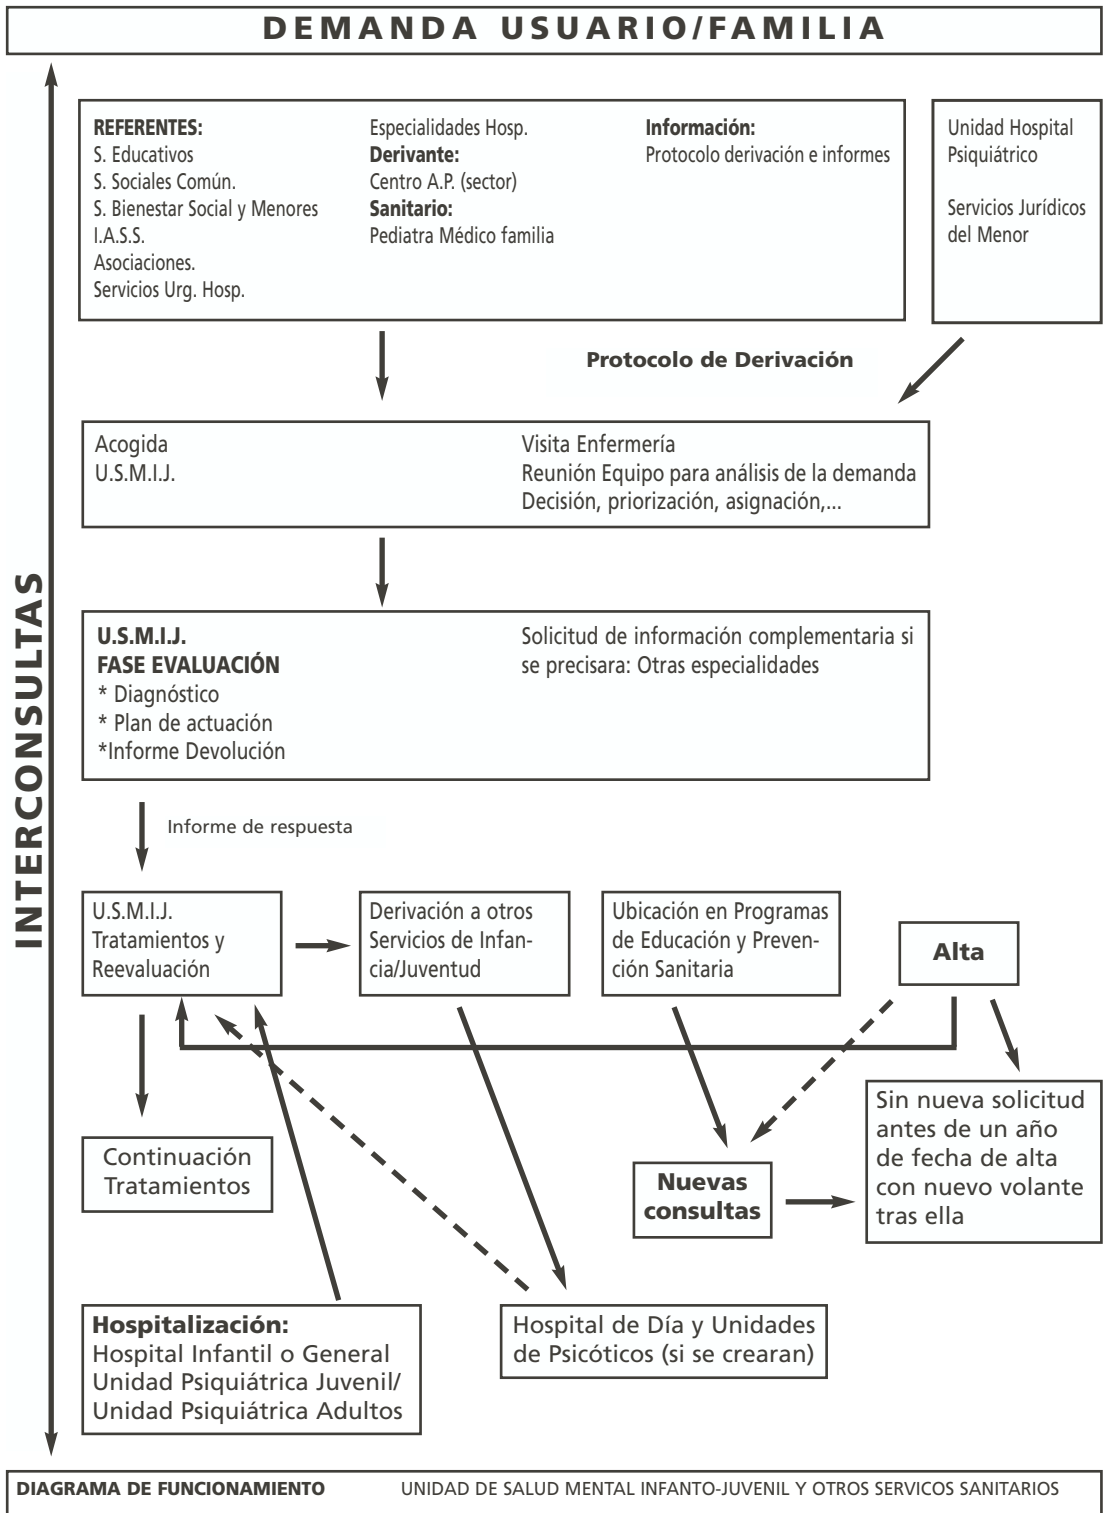 DEMANDA USUARIO/FAMILIA
INTERCONSULTAS
REFERENTES:
S. Educativos
S. Sociales Común.
S. Bienestar Social y Menores
I.A.S.S.
Asociaciones.
Servicios Urg. Hosp.
Especialidades Hosp.
Derivante:
Centro A.P. (sector)
Sanitario:
Pediatra Médico familia
Información:
Protocolo derivación e informes
Unidad Hospital
Psiquiátrico
Servicios Jurídicos
del Menor
Protocolo de Derivación
Acogida
U.S.M.I.J.
Visita Enfermería
Reunión Equipo para análisis de la demanda
Decisión, priorización, asignación,...
U.S.M.I.J.
FASE EVALUACIÓN
* Diagnóstico
* Plan de actuación
*Informe Devolución
Solicitud de información complementaria si
se precisara: Otras especialidades
Informe de respuesta
U.S.M.I.J.
Tratamientos y
Reevaluación
Derivación a otros
Servicios de Infan-
cia/Juventud
Ubicación en Programas
de Educación y Preven-
ción Sanitaria
Alta
Continuación
Tratamientos
Nuevas
consultas
Sin nueva solicitud
antes de un año
de fecha de alta
con nuevo volante
tras ella
Hospitalización:
Hospital Infantil o General
Unidad Psiquiátrica Juvenil/
Unidad Psiquiátrica Adultos
Hospital de Día y Unidades
de Psicóticos (si se crearan)
DIAGRAMA DE FUNCIONAMIENTO UNIDAD DE SALUD MENTAL INFANTO-JUVENIL Y OTROS SERVICOS SANITARIOS